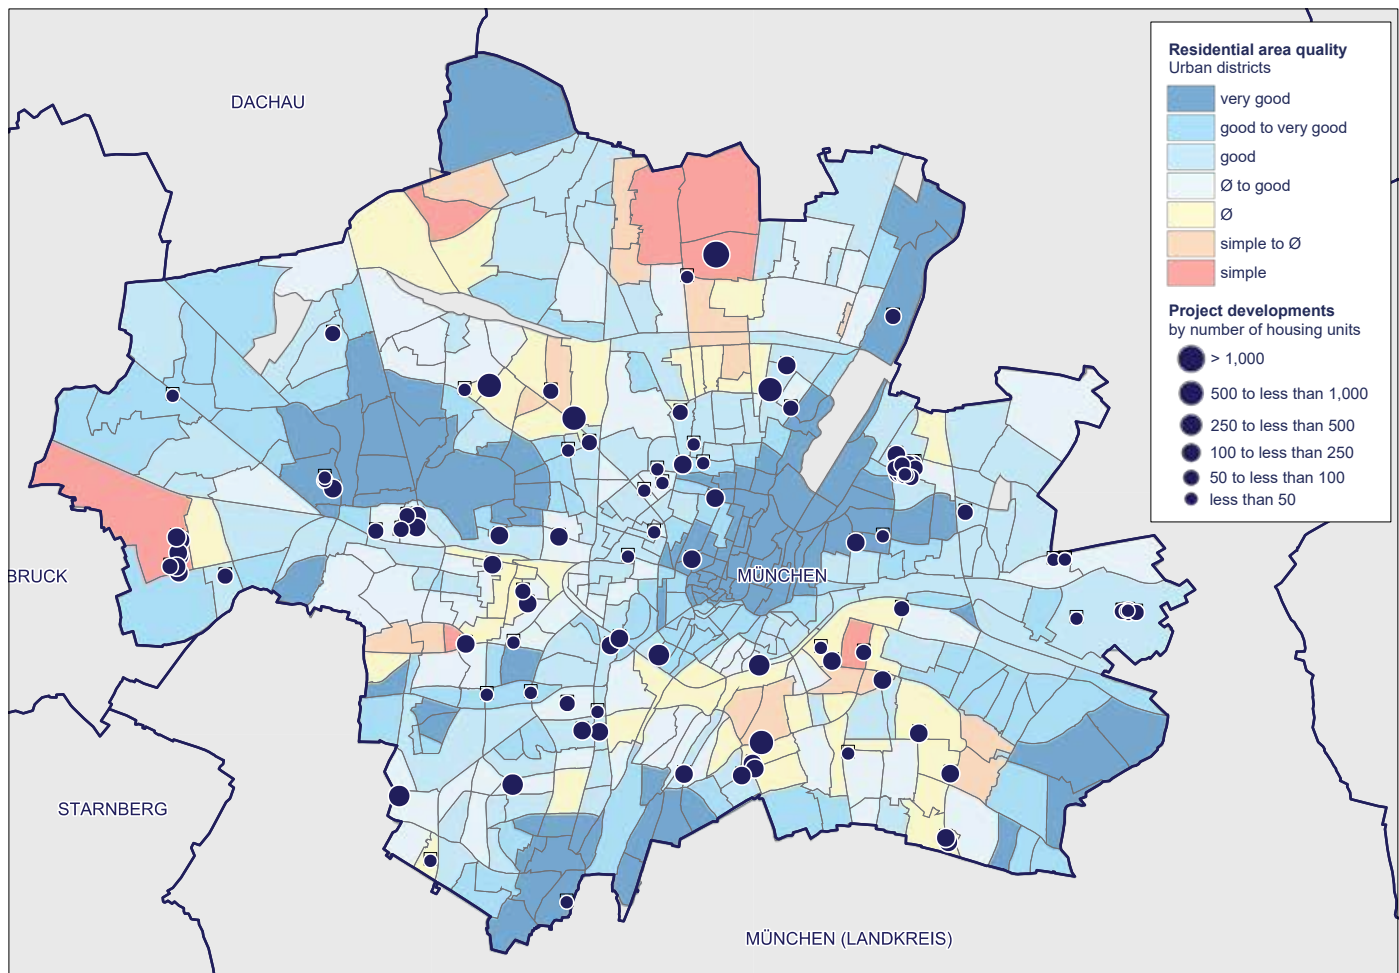 DACHAU
BRUCK
STARNBERG
MÜNCHEN
MÜNCHEN (LANDKREIS)
Residential area quality
Urban districts
very good
good to very good
good
Ø to good
Ø
simple to Ø
simple
Project developments
by number of housing units
> 1,000
500 to less than 1,000
250 to less than 500
100 to less than 250
50 to less than 100
less than 50